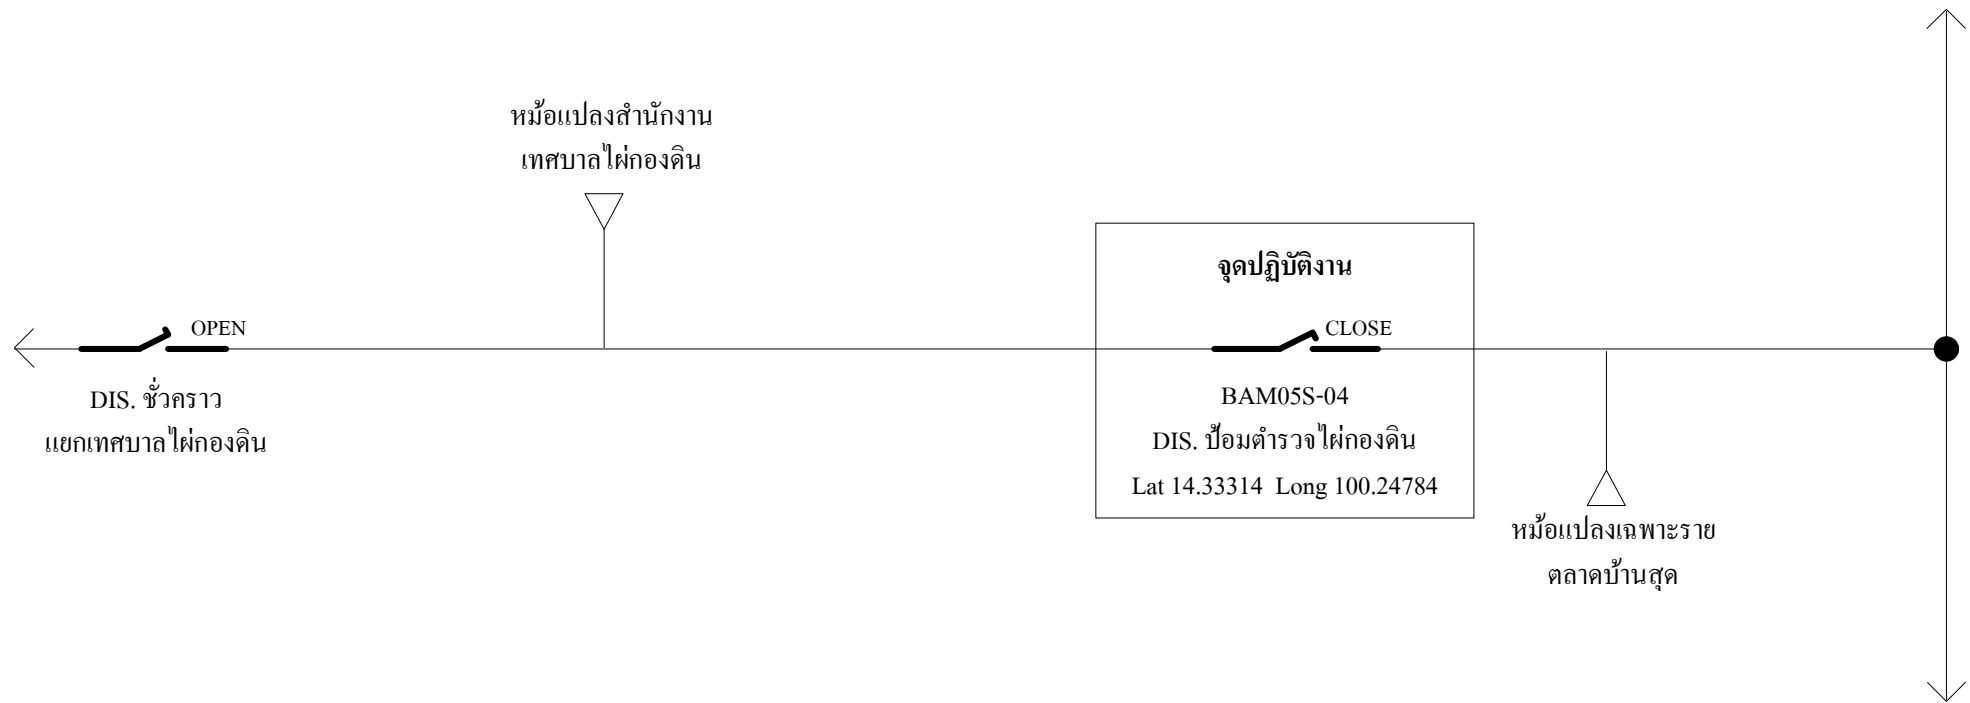 หม้อแปลงสำนักงาน
เทศบาลไผ่กองดิน
จุดปฏิบัติงาน
OPEN
CLOSE
DIS. ชั่วคราว
แยกเทศบาลไผ่กองดิน
BAM05S-04
DIS. ป้อมตำรวจไผ่กองดิน
Lat 14.33314 Long 100.24784
หม้อแปลงเฉพาะราย
ตลาดบ้านสุด